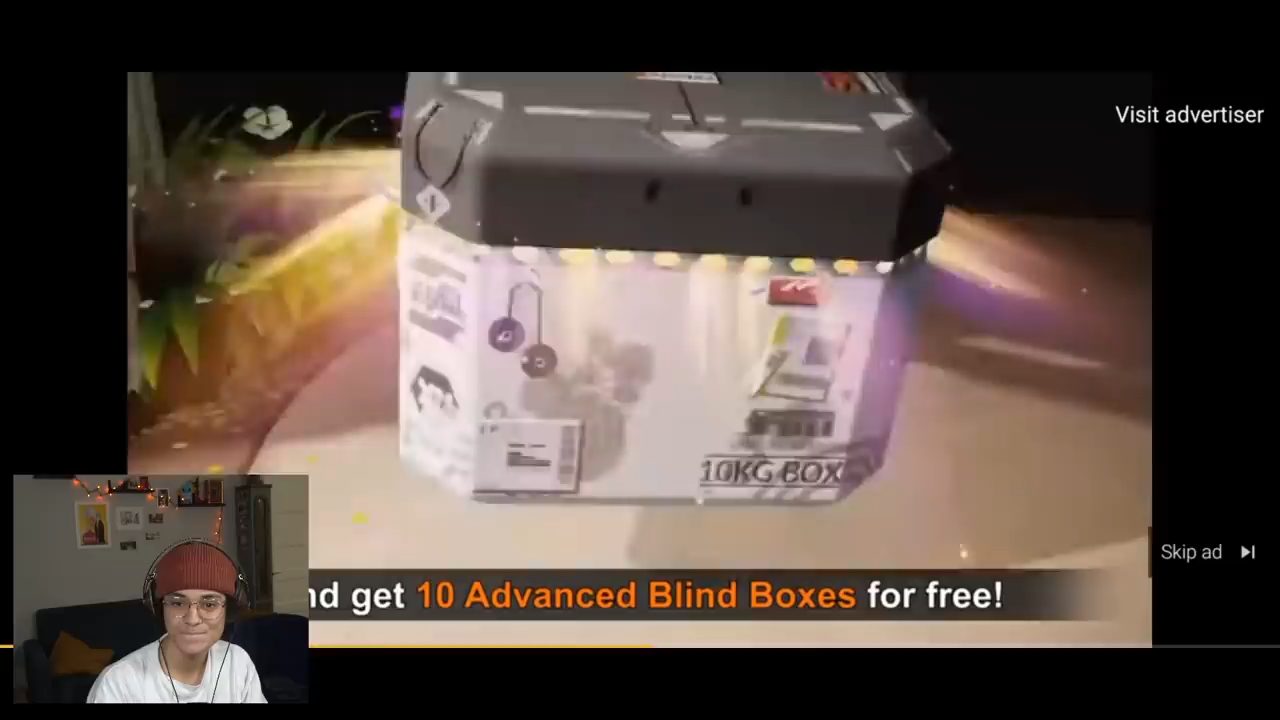 Visit advertiser
10KG BOX
Skip ad
nd get 10 Advanced Blind Boxes for free!